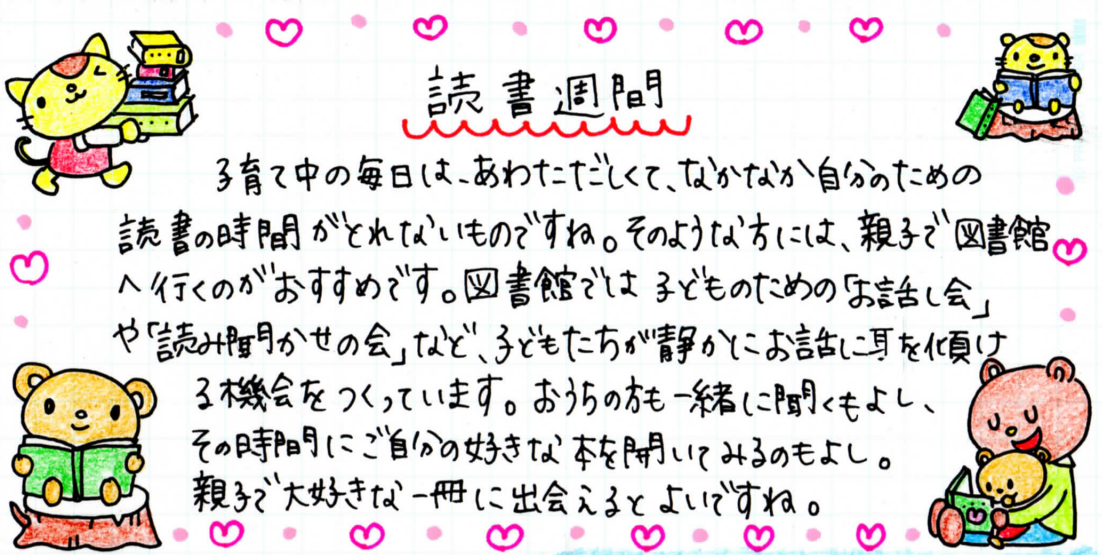 読書週間
子育て中の毎日は、あわただしくて、なかなか自分のための
読書の時間がとれないものですね。そのような方には、親子で図書館
へ行くのがおすすめです。図書館では子どものための「お話し会」
や「読み聞かせの会」など、子どもたちが静かにお話に耳を傾け
る機会をつくっています。おうちの方も一緒に聞くもよし、
その時間にご自分の好きな本を開いてみるのもよし。
親子で大好きな一冊に出会えるとよいですね。